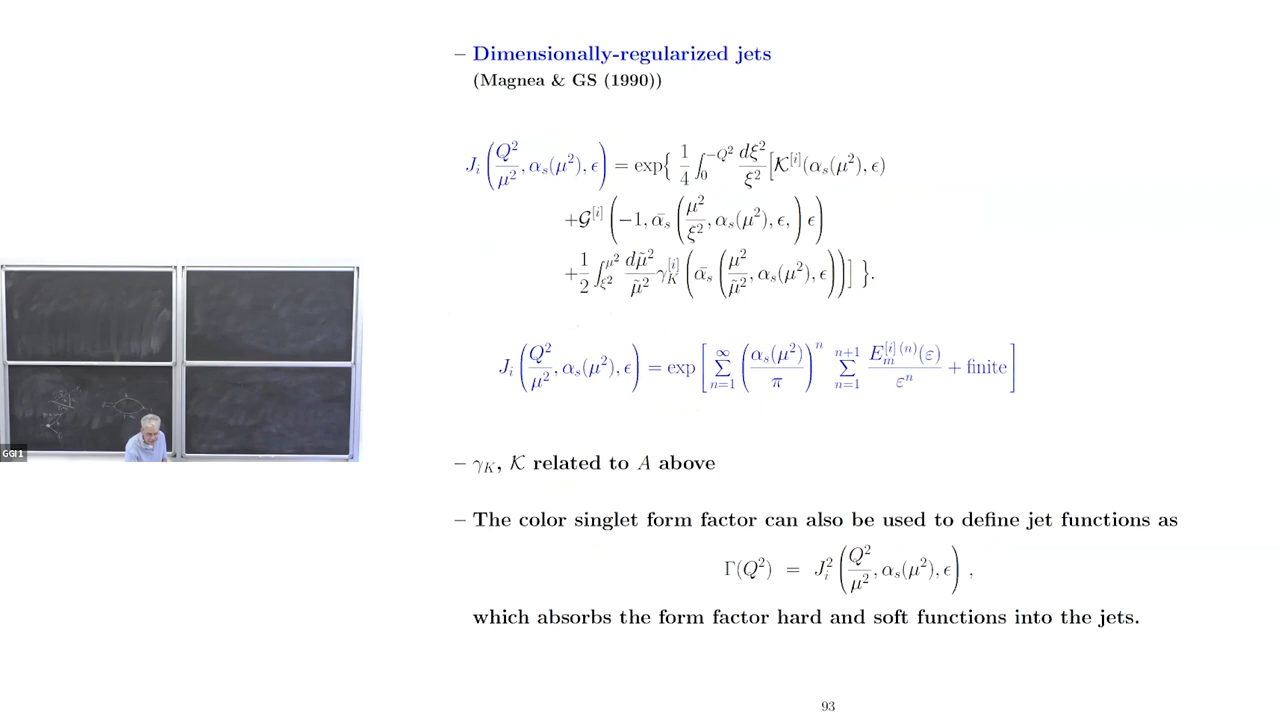 – Dimensionally-regularized jets
(Magnea & GS (1990))
J_i (Q^2/μ^2, α_s(μ^2), ϵ) = exp{ 1/4 ∫_0^{-Q^2} dξ^2/ξ^2 [𝒦^{[i]}(α_s(μ^2), ϵ)
+𝒢^{[i]} (−1, ᾱ_s (μ^2/ξ^2, α_s(μ^2), ϵ, ) ϵ)
+ 1/2 ∫_{ξ^2}^{μ^2} dμ̃^2/μ̃^2 γ_K^{[i]} (ᾱ_s (μ^2/μ̃^2, α_s(μ^2), ϵ))] }.
J_i (Q^2/μ^2, α_s(μ^2), ϵ) = exp [ ∑_{n=1}^{∞} (α_s(μ^2)/π)^n ∑_{n=1}^{n+1} E_m^{[i] (n)}(ε)/ε^n + finite ]
– γ_K, 𝒦 related to A above
– The color singlet form factor can also be used to define jet functions as
Γ(Q^2) = J_i^2 (Q^2/μ^2, α_s(μ^2), ϵ) ,
which absorbs the form factor hard and soft functions into the jets.
GGI 1
93